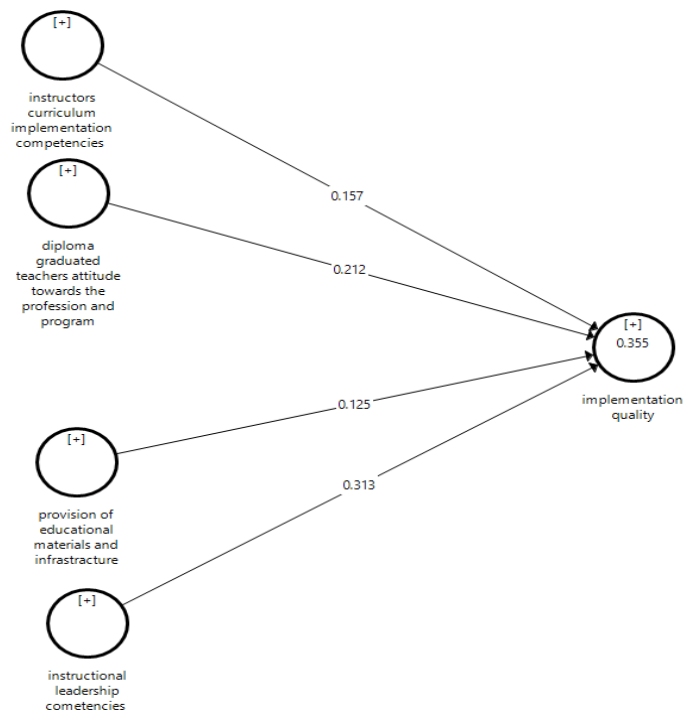 [+]
instructors
curriculum
implementation
competencies
[+]
diploma
graduated
teachers attitude
towards the
profession and
program
[+]
provision of
educational
materials and
infrastracture
[+]
instructional
leadership
cometencies
0.157
0.212
0.125
0.313
[+]
0.355
implementation
quality